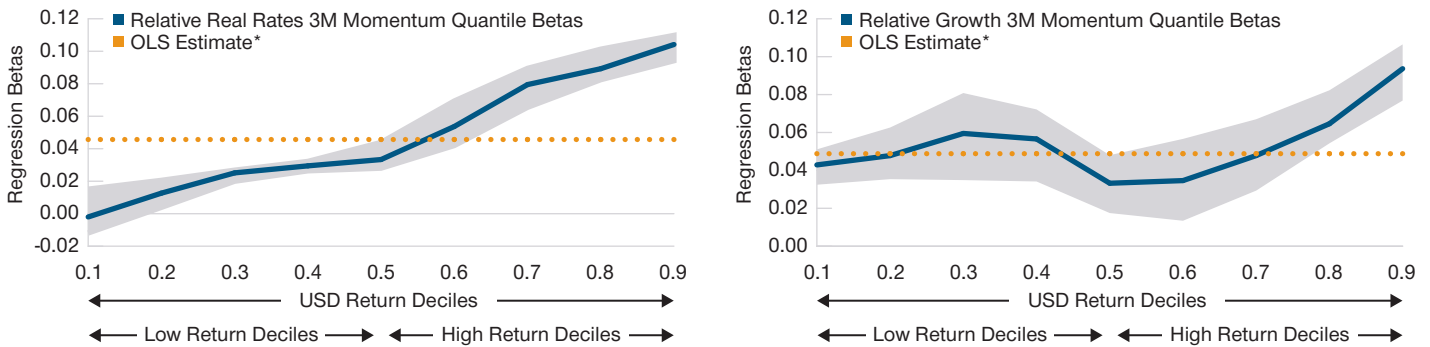 Relative Real Rates 3M Momentum Quantile Betas
OLS Estimate*
Regression Betas
0.12
0.10
0.08
0.06
0.04
0.02
0.00
-0.02
0.1 0.2 0.3 0.4 0.5 0.6 0.7 0.8 0.9
USD Return Deciles
Low Return Deciles High Return Deciles
Relative Growth 3M Momentum Quantile Betas
OLS Estimate*
Regression Betas
0.12
0.10
0.08
0.06
0.04
0.02
0.00
0.1 0.2 0.3 0.4 0.5 0.6 0.7 0.8 0.9
USD Return Deciles
Low Return Deciles High Return Deciles